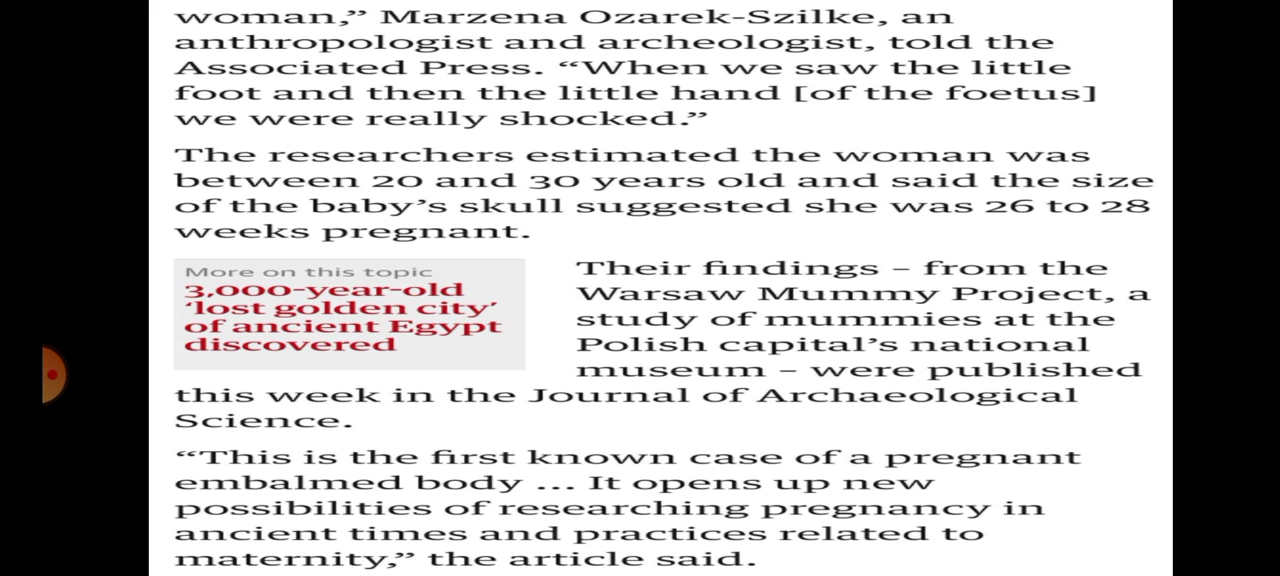 woman,” Marzena Ozarek-Szilke, an
anthropologist and archeologist, told the
Associated Press. “When we saw the little
foot and then the little hand [of the foetus]
we were really shocked.”
The researchers estimated the woman was
between 20 and 30 years old and said the size
of the baby’s skull suggested she was 26 to 28
weeks pregnant.
More on this topic
3,000-year-old
‘lost golden city’
of ancient Egypt
discovered
Their findings – from the
Warsaw Mummy Project, a
study of mummies at the
Polish capital’s national
museum – were published
this week in the Journal of Archaeological
Science.
“This is the first known case of a pregnant
embalmed body ... It opens up new
possibilities of researching pregnancy in
ancient times and practices related to
maternity,” the article said.